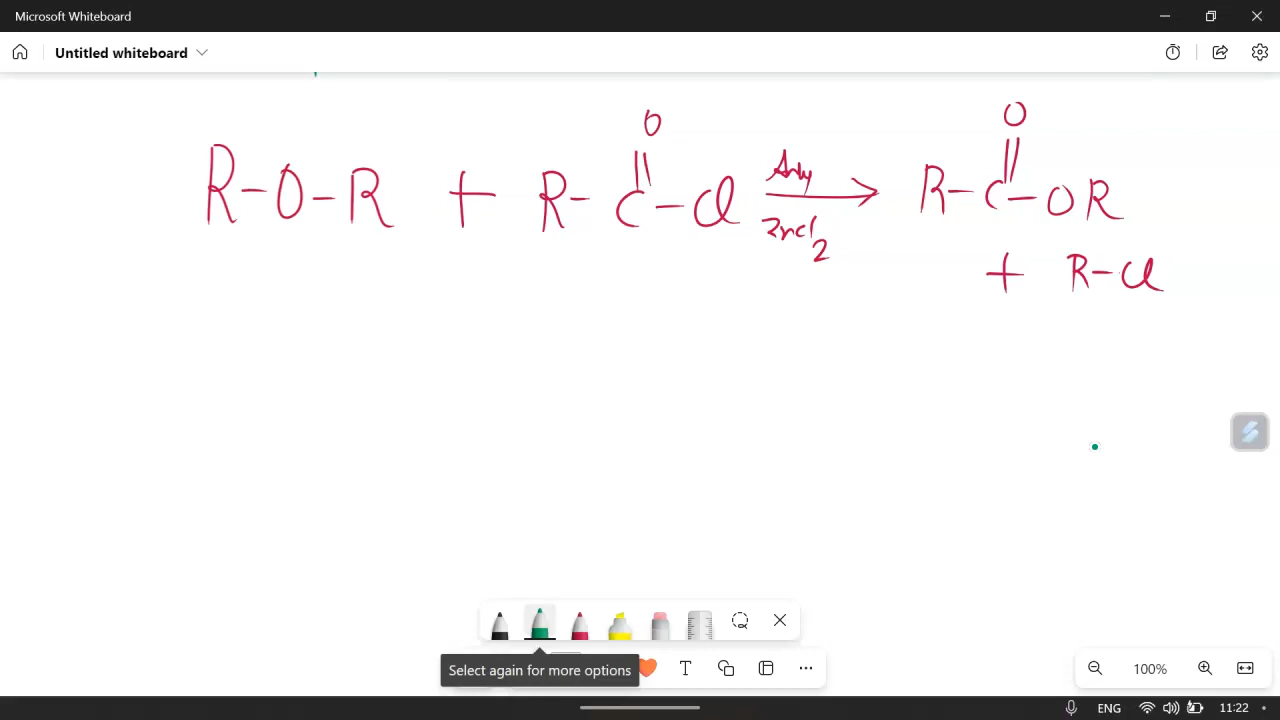 Microsoft Whiteboard
Untitled whiteboard
O O
R-O-R + R-C-Cl Anhy ZnCl2 → R-C-OR
+ R-Cl
Select again for more options
T
100%
ENG
11:22